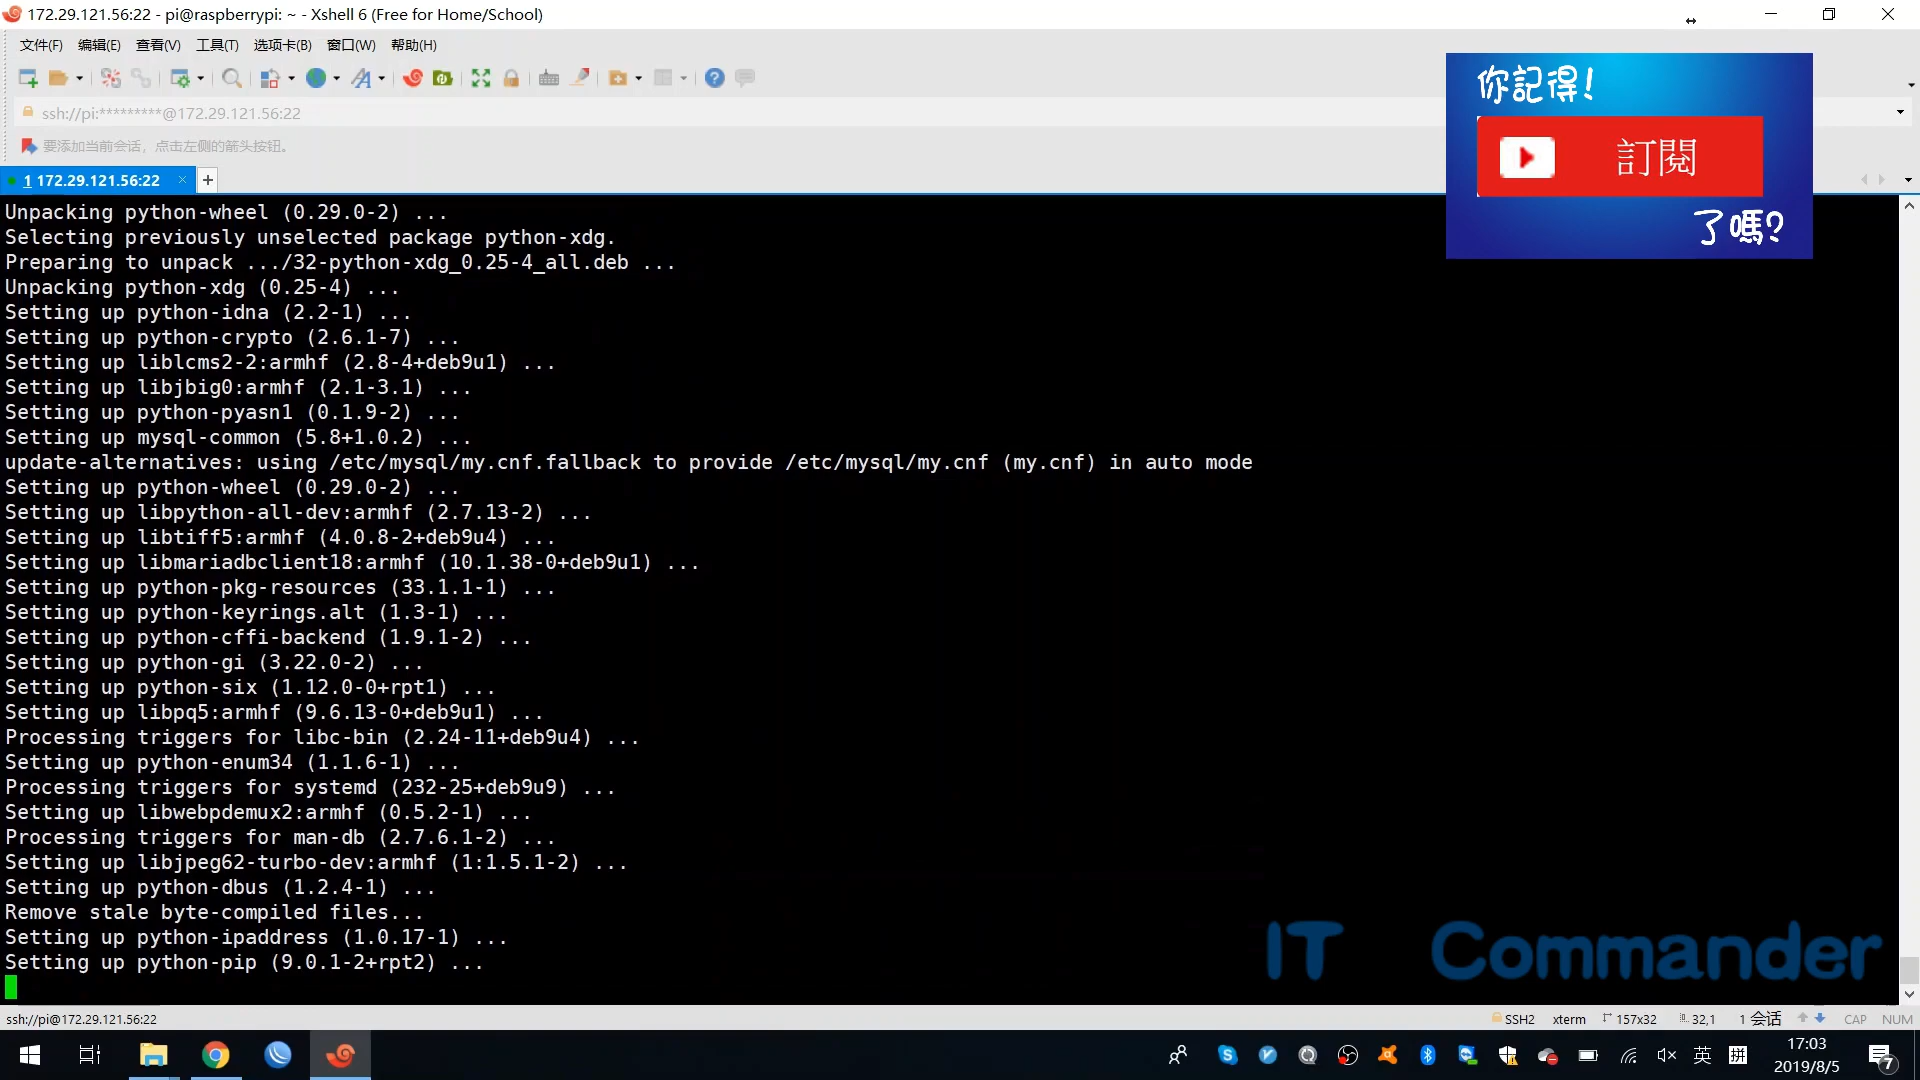 172.29.121.56:22 - pi@raspberrypi: ~ - Xshell 6 (Free for Home/School)
文件(F) 编辑(E) 查看(V) 工具(T) 选项卡(B) 窗口(W) 帮助(H)
ssh://pi:*********@172.29.121.56:22
要添加当前会话，点击左侧的箭头按钮。
1 172.29.121.56:22 × +
你記得!
訂閱
了嗎?
Unpacking python-wheel (0.29.0-2) ...
Selecting previously unselected package python-xdg.
Preparing to unpack .../32-python-xdg_0.25-4_all.deb ...
Unpacking python-xdg (0.25-4) ...
Setting up python-idna (2.2-1) ...
Setting up python-crypto (2.6.1-7) ...
Setting up liblcms2-2:armhf (2.8-4+deb9u1) ...
Setting up libjbig0:armhf (2.1-3.1) ...
Setting up python-pyasn1 (0.1.9-2) ...
Setting up mysql-common (5.8+1.0.2) ...
update-alternatives: using /etc/mysql/my.cnf.fallback to provide /etc/mysql/my.cnf (my.cnf) in auto mode
Setting up python-wheel (0.29.0-2) ...
Setting up libpython-all-dev:armhf (2.7.13-2) ...
Setting up libtiff5:armhf (4.0.8-2+deb9u4) ...
Setting up libmariadbclient18:armhf (10.1.38-0+deb9u1) ...
Setting up python-pkg-resources (33.1.1-1) ...
Setting up python-keyrings.alt (1.3-1) ...
Setting up python-cffi-backend (1.9.1-2) ...
Setting up python-gi (3.22.0-2) ...
Setting up python-six (1.12.0-0+rpt1) ...
Setting up libpq5:armhf (9.6.13-0+deb9u1) ...
Processing triggers for libc-bin (2.24-11+deb9u4) ...
Setting up python-enum34 (1.1.6-1) ...
Processing triggers for systemd (232-25+deb9u9) ...
Setting up libwebpdemux2:armhf (0.5.2-1) ...
Processing triggers for man-db (2.7.6.1-2) ...
Setting up libjpeg62-turbo-dev:armhf (1:1.5.1-2) ...
Setting up python-dbus (1.2.4-1) ...
Remove stale byte-compiled files...
Setting up python-ipaddress (1.0.17-1) ...
Setting up python-pip (9.0.1-2+rpt2) ...
IT Commander
ssh://pi@172.29.121.56:22 SSH2 xterm 157x32 32,1 1 会话 CAP NUM
英 拼 17:03
2019/8/5 7